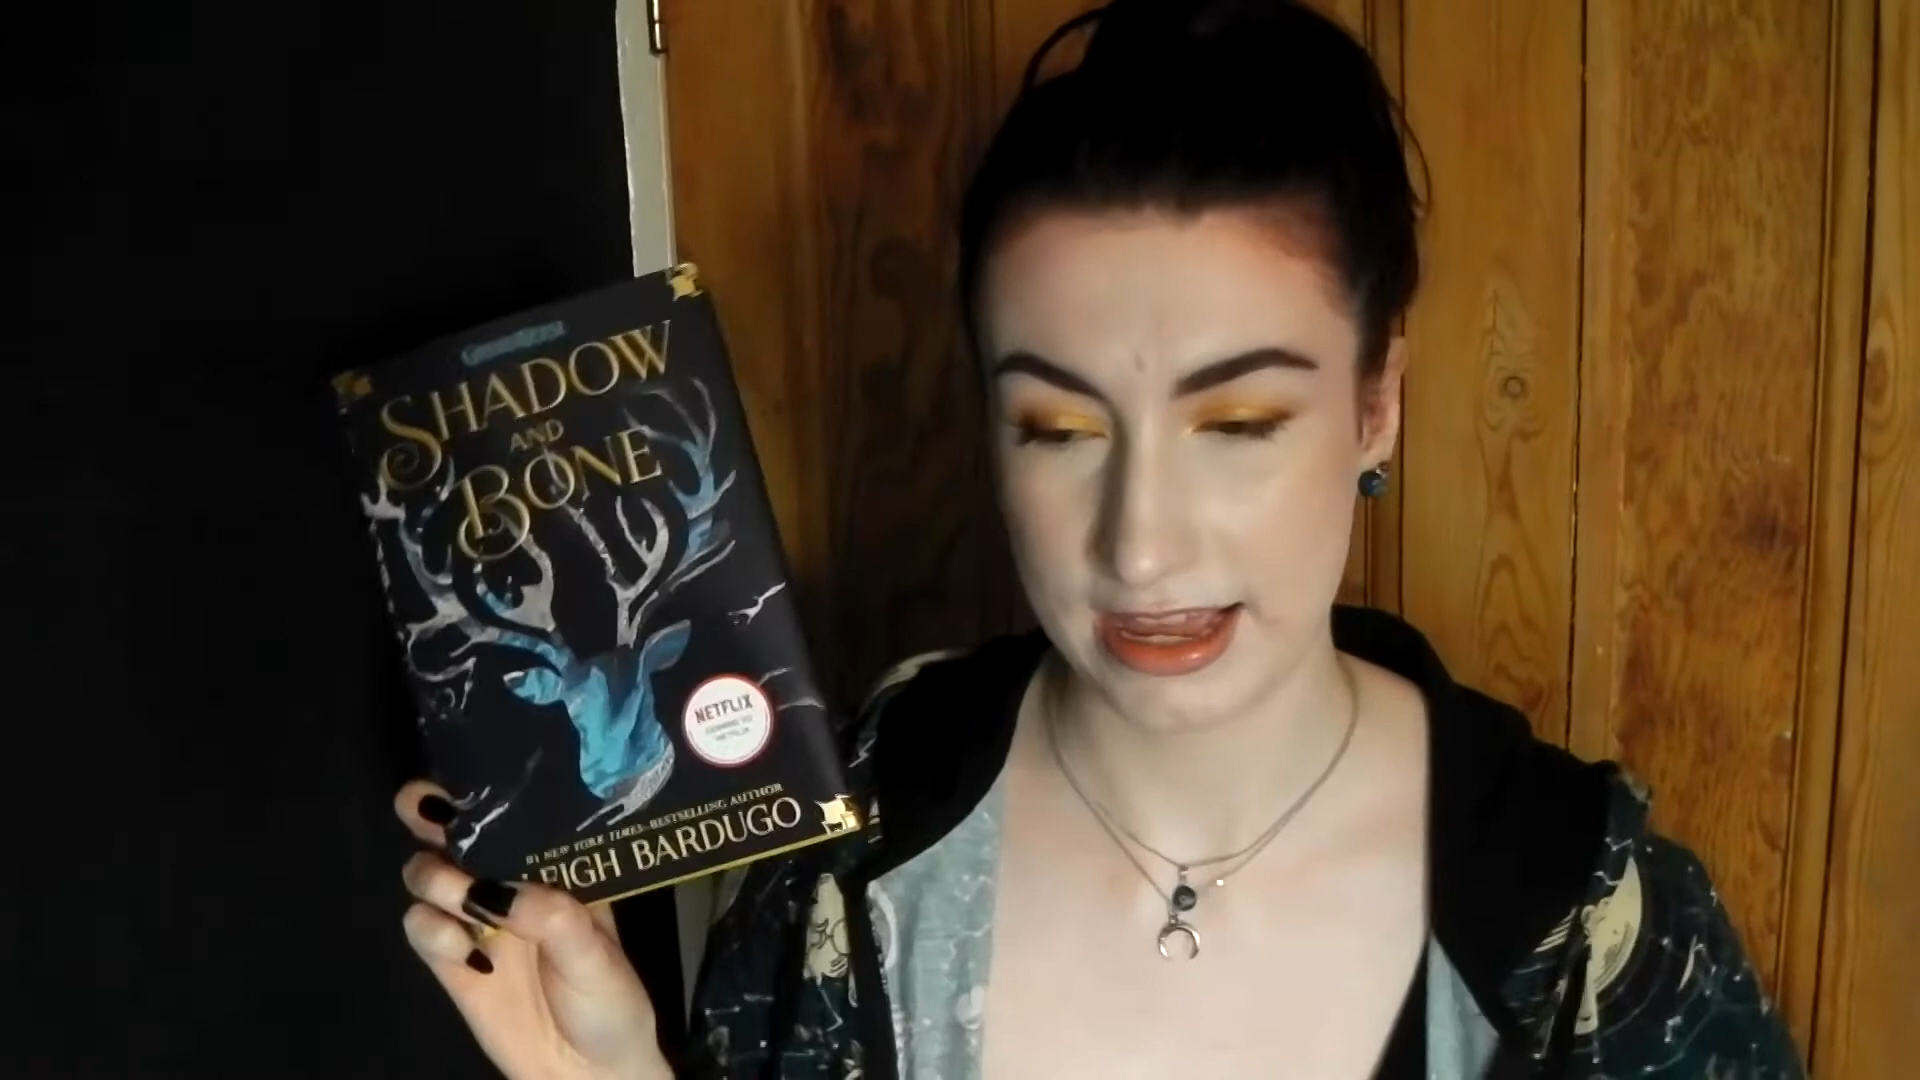 SHADOW
AND
BONE
NETFLIX
#1 NEW YORK TIMES-BESTSELLING AUTHOR
LEIGH BARDUGO